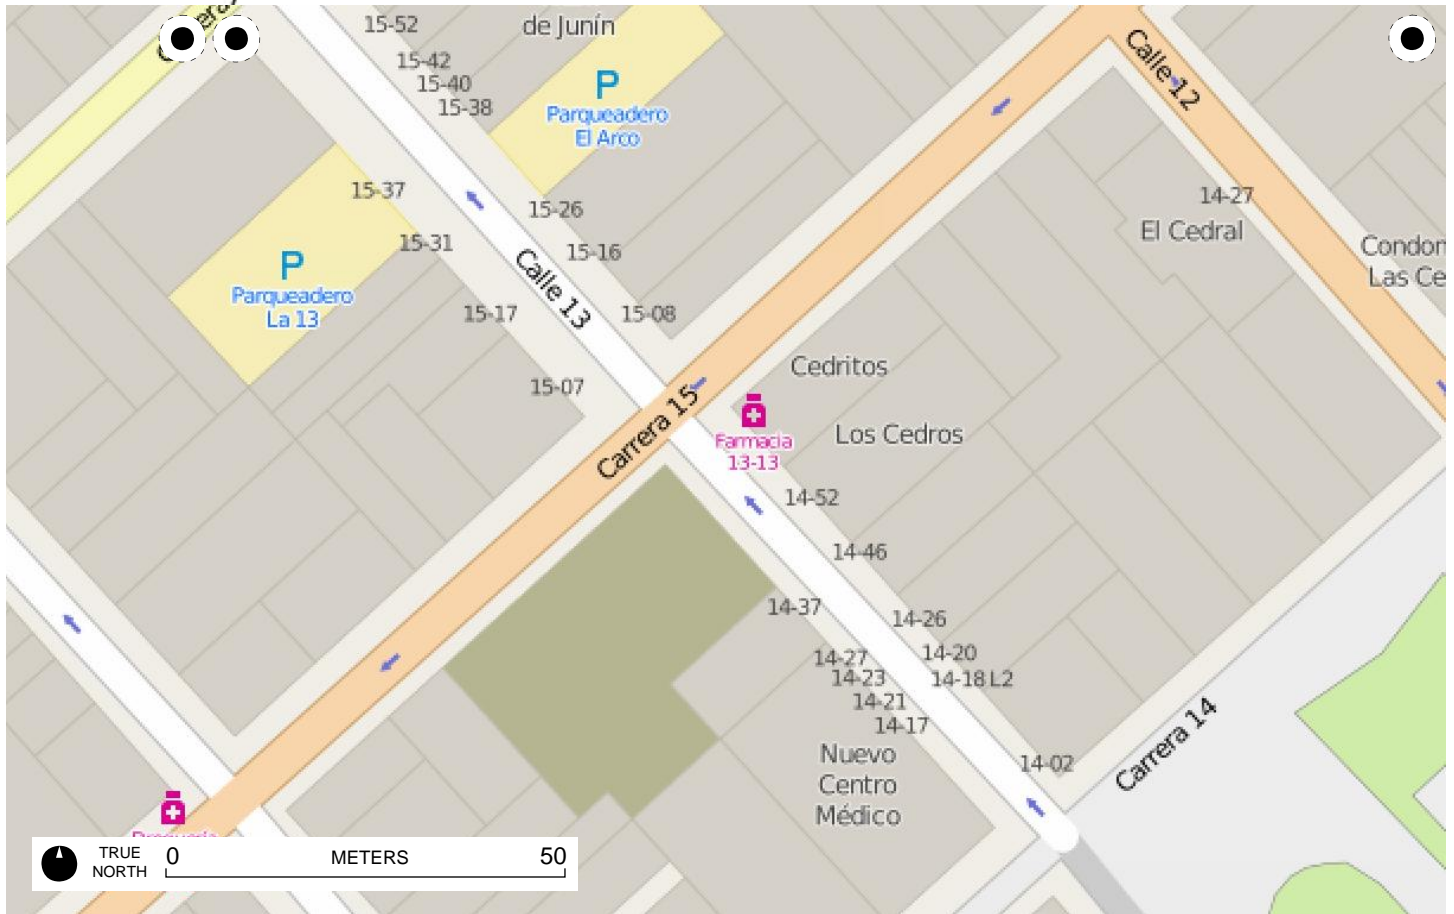 15-52
de Junín
15-42
15-40
15-38
P
Parqueadero
El Arco
Calle 12
15-37
15-26
14-27
15-31
15-16
El Cedral
P
Parqueadero
La 13
Calle 13
15-17
15-08
15-07
Cedritos
Carrera 15
Farmacia
13-13
Los Cedros
14-52
14-46
14-37
14-26
14-27
14-23
14-21
14-17
14-20
14-18 L2
Nuevo
Centro
Médico
14-02
Carrera 14
TRUE
NORTH
0 METERS 50